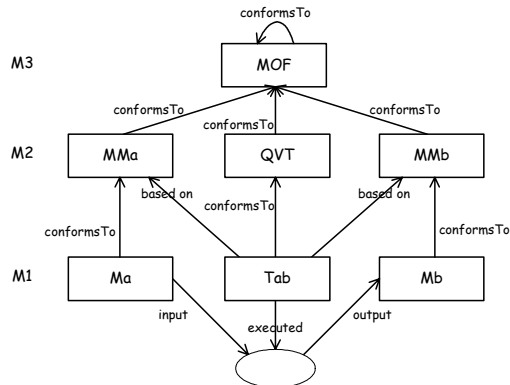 conformsTo
M3
MOF
conformsTo
conformsTo
conformsTo
M2
MMa
QVT
MMb
based on
based on
conformsTo
conformsTo
conformsTo
M1
Ma
Tab
Mb
input
executed
output